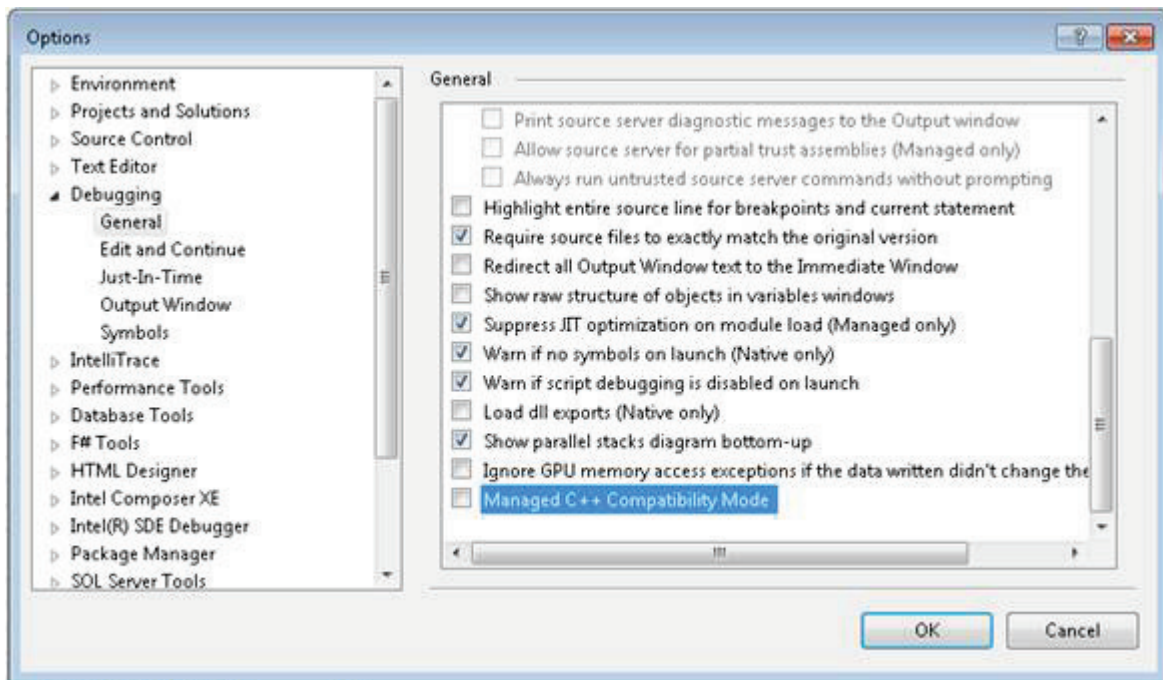 Options
Environment
Projects and Solutions
Source Control
Text Editor
Debugging
General
Edit and Continue
Just-In-Time
Output Window
Symbols
IntelliTrace
Performance Tools
Database Tools
F# Tools
HTML Designer
Intel Composer XE
Intel(R) SDE Debugger
Package Manager
SQL Server Tools
General
Print source server diagnostic messages to the Output window
Allow source server for partial trust assemblies (Managed only)
Always run untrusted source server commands without prompting
Highlight entire source line for breakpoints and current statement
Require source files to exactly match the original version
Redirect all Output Window text to the Immediate Window
Show raw structure of objects in variables windows
Suppress JIT optimization on module load (Managed only)
Warn if no symbols on launch (Native only)
Warn if script debugging is disabled on launch
Load dll exports (Native only)
Show parallel stacks diagram bottom-up
Ignore GPU memory access exceptions if the data written didn't change the
Managed C++ Compatibility Mode
OK
Cancel